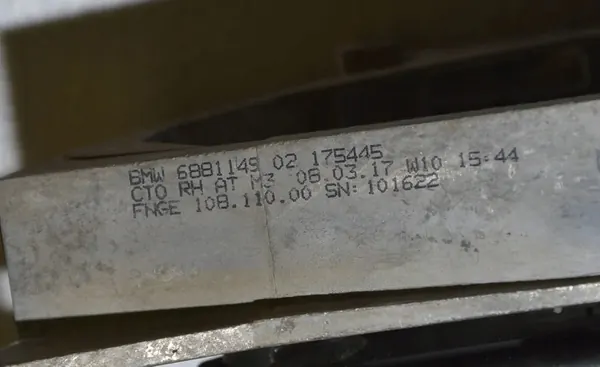 BMW 6881149 02 175445
CTO RH AT M3 08.03.17 W10 15:44
FNGE 108.110.00 SN: 101622